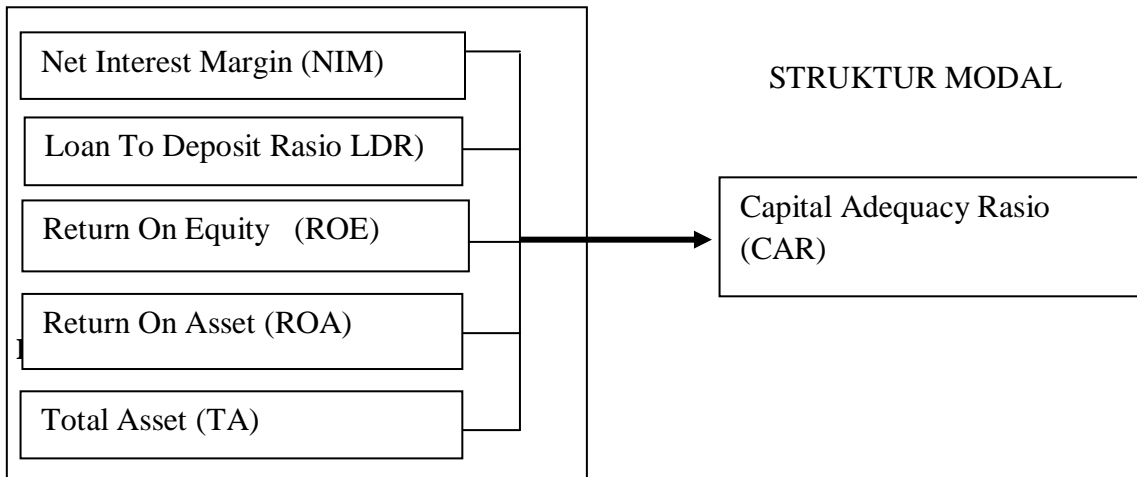 Net Interest Margin (NIM)
STRUKTUR MODAL
Loan To Deposit Rasio LDR)
Return On Equity (ROE)
Capital Adequacy Rasio
(CAR)
Return On Asset (ROA)
Total Asset (TA)